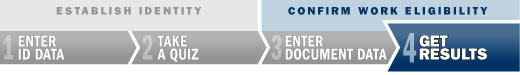 ESTABLISH IDENTITY
CONFIRM WORK ELIGIBILITY
1 ENTER
ID DATA
2 TAKE
A QUIZ
3 ENTER
DOCUMENT DATA
4 GET
RESULTS